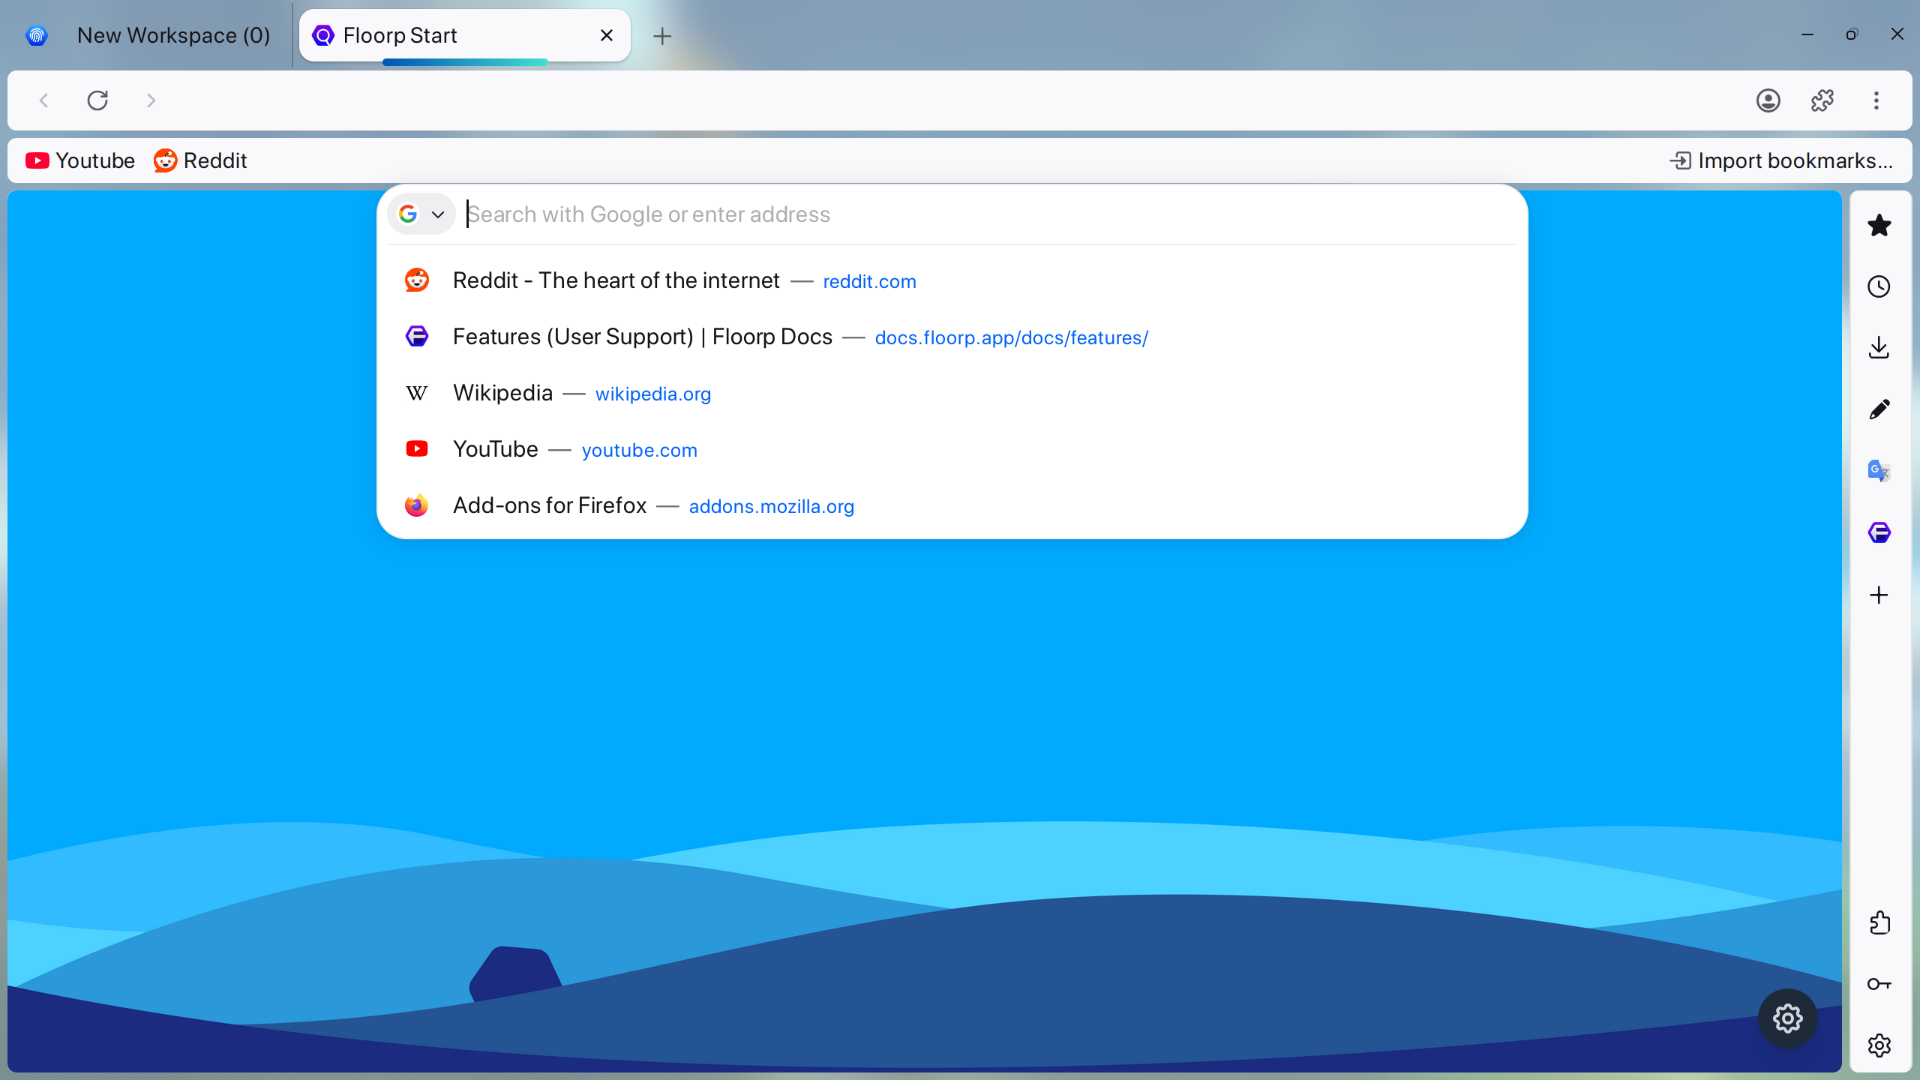 New Workspace (0)
Floorp Start
Youtube
Reddit
Import bookmarks...
Search with Google or enter address
Reddit - The heart of the internet — reddit.com
Features (User Support) | Floorp Docs — docs.floorp.app/docs/features/
Wikipedia — wikipedia.org
YouTube — youtube.com
Add-ons for Firefox — addons.mozilla.org